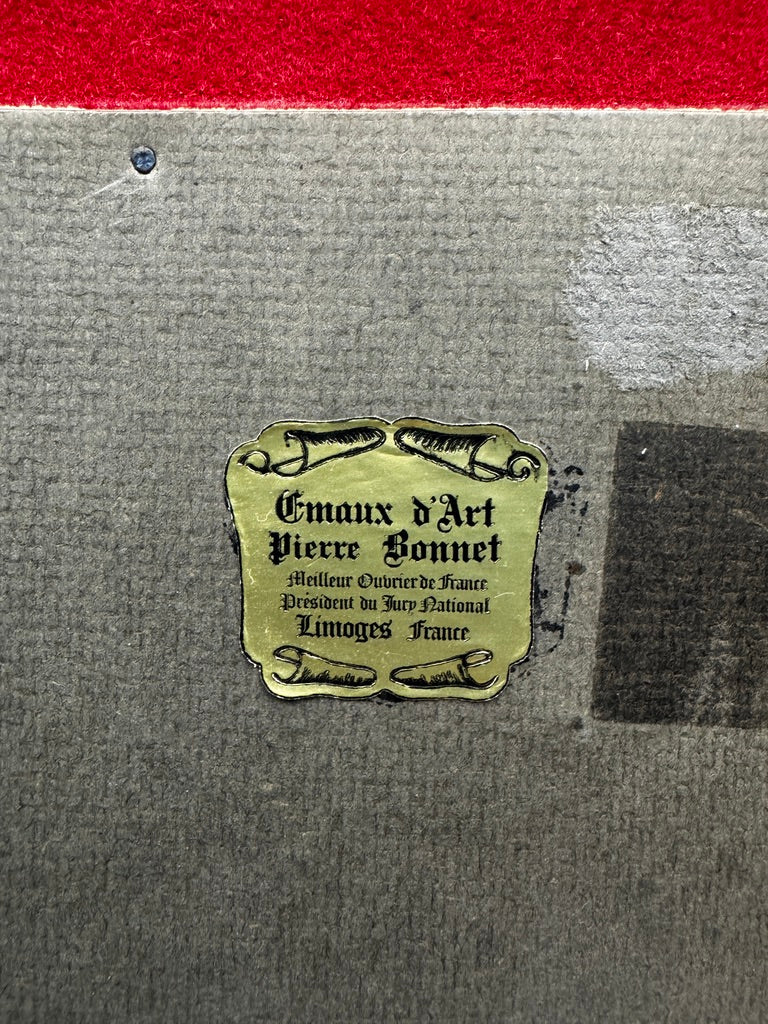 Emaux d'Art
Pierre Bonnet
Meilleur Ouvrier de France
Président du Jury National
Limoges France